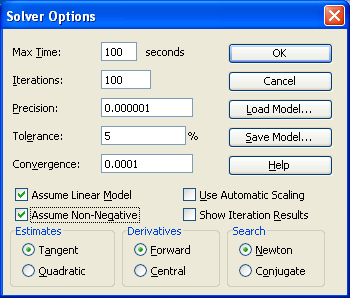 Solver Options
Max Time: 100 seconds OK
Iterations: 100 Cancel
Precision: 0.000001 Load Model...
Tolerance: 5 % Save Model...
Convergence: 0.0001 Help
Assume Linear Model Use Automatic Scaling
Assume Non-Negative Show Iteration Results
Estimates Derivatives Search
Tangent Forward Newton
Quadratic Central Conjugate